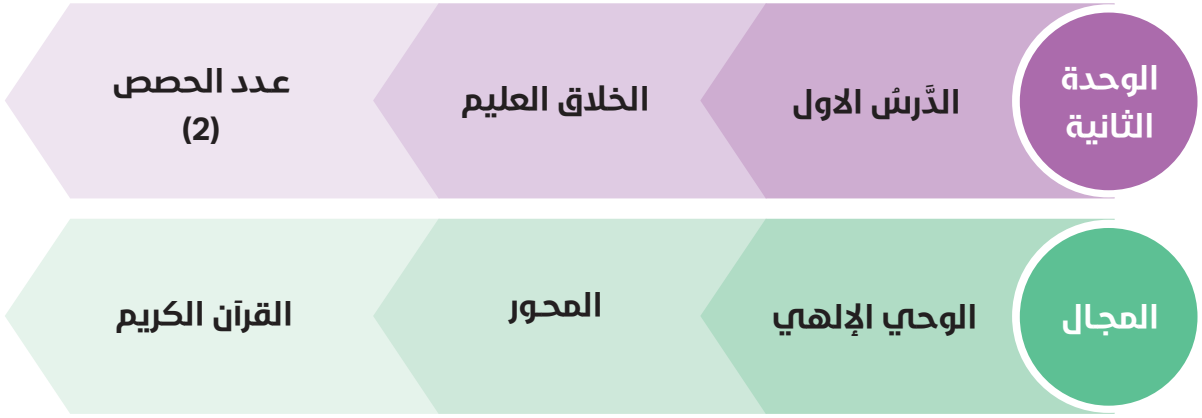 الوحدة
الثانية
الدَّرسُ الاول
الخلاق العليم
عدد الحصص
(2)
المجال
الوحي الإلهي
المحور
القرآن الكريم